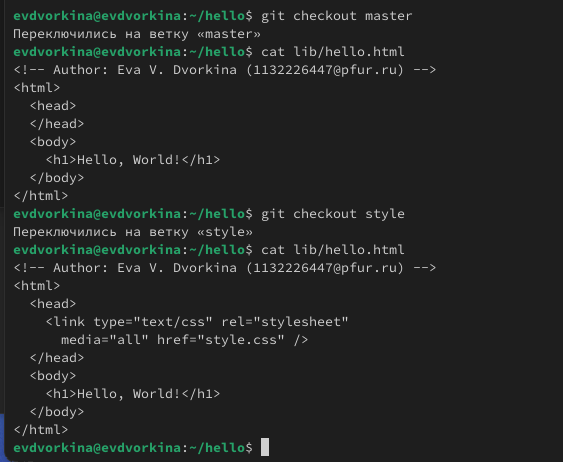 evdvorkina@evdvorkina:~/hello$ git checkout master
Переключились на ветку «master»
evdvorkina@evdvorkina:~/hello$ cat lib/hello.html
<!-- Author: Eva V. Dvorkina (1132226447@pfur.ru) -->
<html>
  <head>
  </head>
  <body>
    <h1>Hello, World!</h1>
  </body>
</html>
evdvorkina@evdvorkina:~/hello$ git checkout style
Переключились на ветку «style»
evdvorkina@evdvorkina:~/hello$ cat lib/hello.html
<!-- Author: Eva V. Dvorkina (1132226447@pfur.ru) -->
<html>
  <head>
    <link type="text/css" rel="stylesheet"
      media="all" href="style.css" />
  </head>
  <body>
    <h1>Hello, World!</h1>
  </body>
</html>
evdvorkina@evdvorkina:~/hello$